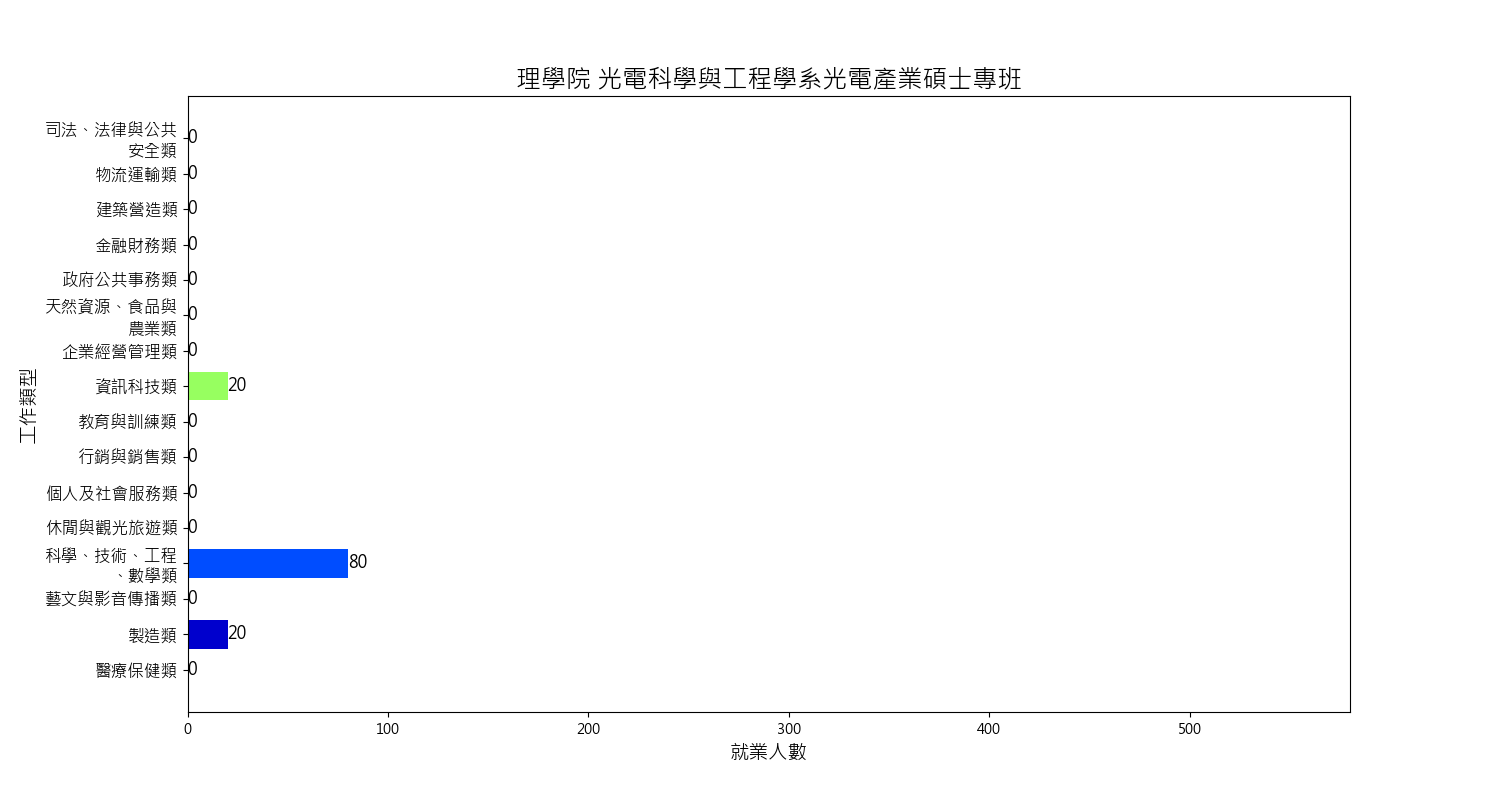 理學院 光電科學與工程學系光電產業碩士專班
工作類型
司法、法律與公共
安全類
0
物流運輸類
0
建築營造類
0
金融財務類
0
政府公共事務類
0
天然資源、食品與
農業類
0
企業經營管理類
0
資訊科技類
20
教育與訓練類
0
行銷與銷售類
0
個人及社會服務類
0
休閒與觀光旅遊類
0
科學、技術、工程
、數學類
80
藝文與影音傳播類
0
製造類
20
醫療保健類
0
0 100 200 300 400 500
就業人數